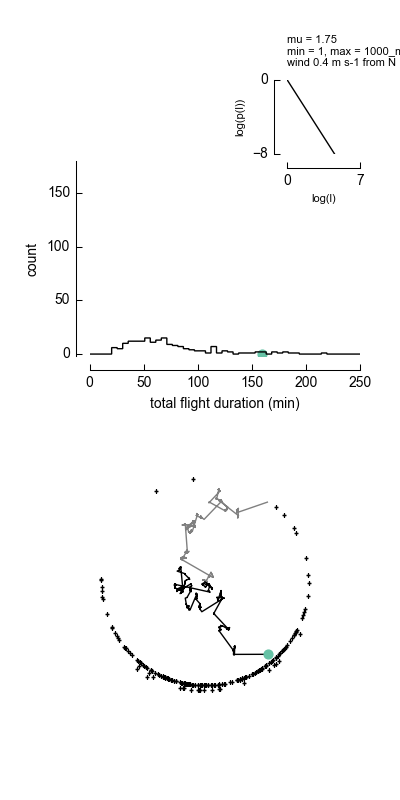 mu = 1.75
min = 1, max = 1000_m
wind 0.4 m s-1 from N
0
log(p(l))
−8
0
7
log(l)
150
100
50
0
count
0
50
100
150
200
250
total flight duration (min)